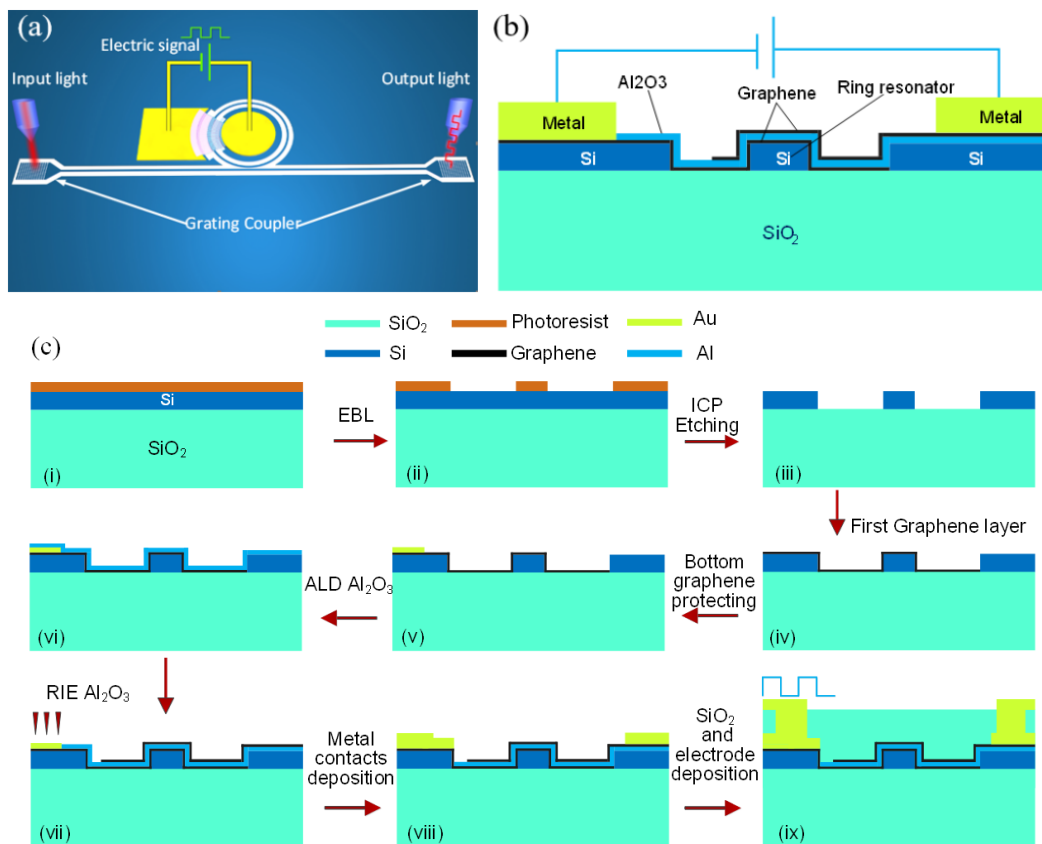 (a)
Electric signal
Input light
Output light
Grating Coupler
(b)
Al2O3
Graphene
Ring resonator
Metal
Metal
Si
Si
Si
SiO₂
(c)
SiO₂
Photoresist
Au
Si
Graphene
Al
Si
SiO₂
(i)
EBL
(ii)
ICP
Etching
(iii)
First Graphene layer
(vi)
ALD Al₂O₃
(v)
Bottom
graphene
protecting
(iv)
RIE Al₂O₃
(vii)
Metal
contacts
deposition
(viii)
SiO₂
and
electrode
deposition
(ix)